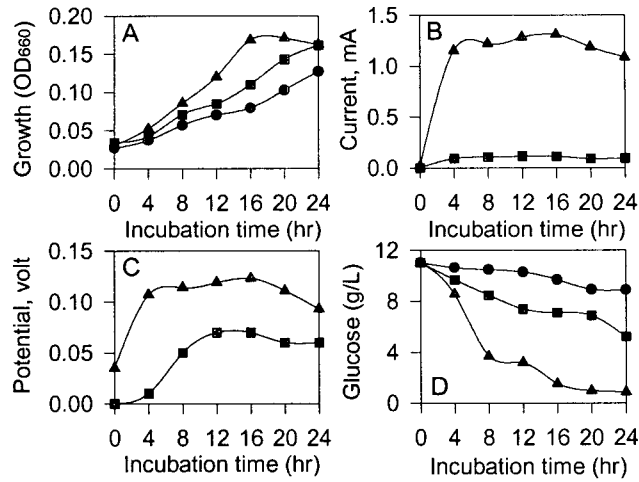 A
Growth (OD660)
0.20
0.15
0.10
0.05
0.00
0 4 8 12 16 20 24
Incubation time (hr)
B
Current, mA
1.5
1.0
0.5
0.0
0 4 8 12 16 20 24
Incubation time (hr)
C
Potential, volt
0.15
0.10
0.05
0.00
0 4 8 12 16 20 24
Incubation time (hr)
D
Glucose (g/L)
12
8
4
0
0 4 8 12 16 20 24
Incubation time (hr)